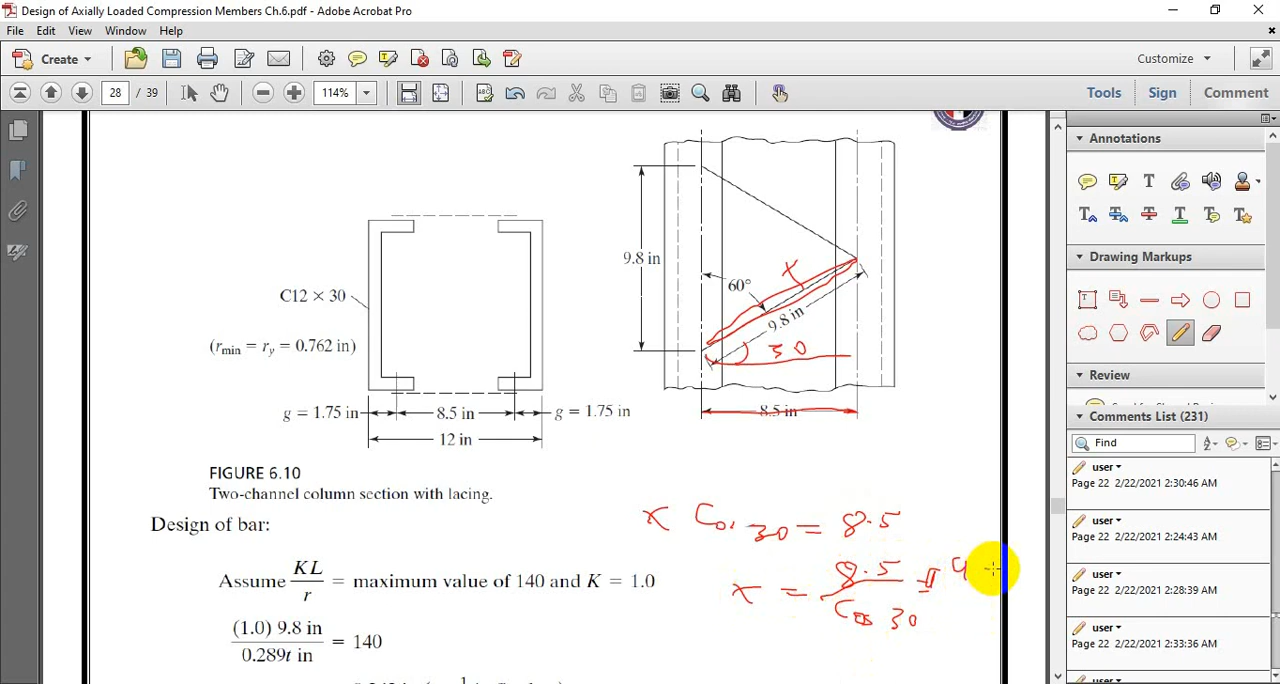 Design of Axially Loaded Compression Members Ch.6.pdf - Adobe Acrobat Pro
File Edit View Window Help
Create
Customize
28 / 39
114%
Tools Sign Comment
Annotations
T
Drawing Markups
Review
Comments List (231)
Find
user
Page 22 2/22/2021 2:30:46 AM
user
Page 22 2/22/2021 2:24:43 AM
user
Page 22 2/22/2021 2:28:39 AM
user
Page 22 2/22/2021 2:33:36 AM
user
9.8 in
60°
x
9.8 in
30
8.5 in
C12 × 30
(rmin = ry = 0.762 in)
g = 1.75 in
8.5 in
g = 1.75 in
12 in
FIGURE 6.10
Two-channel column section with lacing.
Design of bar:
x Cos 30 = 8.5
x = 8.5 / Cos 30 = 9
Assume KL/r = maximum value of 140 and K = 1.0
(1.0) 9.8 in / 0.289t in = 140